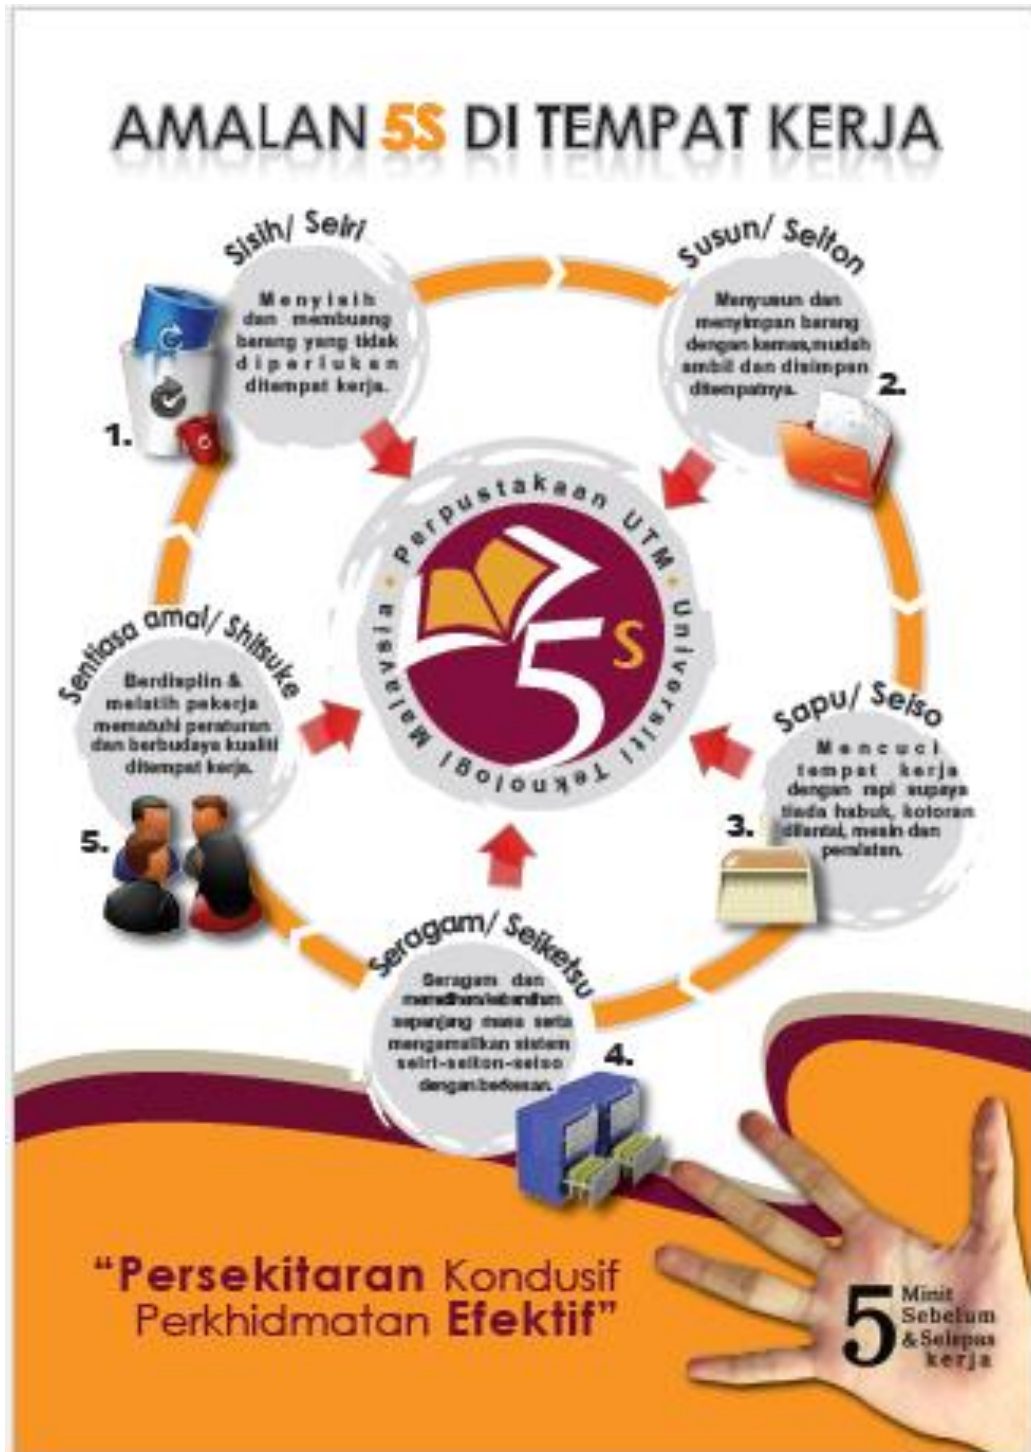 AMALAN 5S DI TEMPAT KERJA
Sisih/ Seiri
Menyisih
dan membuang
barang yang tidak
diperlukan
ditempat kerja.
1.
Susun/ Seiton
Menyusun dan
menyimpan barang
dengan kemas,mudah
ambil dan disimpan
ditempatnya.
2.
Sapu/ Seiso
Mencuci
tempat kerja
dengan rapi supaya
tiada habuk, kotoran
dilantai, mesin dan
peralatan.
3.
Seragam/ Seiketsu
Seragam dan
sepanjang masa serta
mengamalkan sistem
seiri-seiton-seiso
dengan berkesan.
4.
Sentiasa amal/ Shitsuke
Berdisplin &
melatih pekerja
mematuhi peraturan
dan berbudaya kualiti
ditempat kerja.
5.
Perpustakaan UTM • Universiti Teknologi Malaysia •
5S
"Persekitaran Kondusif
Perkhidmatan Efektif"
5 Minit
Sebelum
& Selepas
kerja